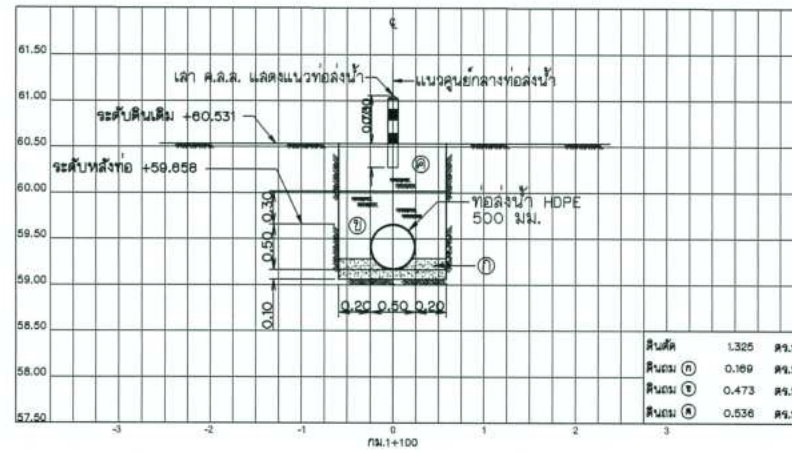 ℄
61.50
เสา ค.ส.ล. แสดงแนวท่อส่งน้ำ
แนวศูนย์กลางท่อส่งน้ำ
61.00
ระดับดินเดิม +60.531
60.50
ค
ระดับหลังท่อ +59.658
60.00
0.30
ท่อส่งน้ำ HDPE
500 มม.
59.50
ข
0.50
ก
59.00
0.10
0.20 0.50 0.20
58.50
58.00
57.50
ดินตัด 1.325
ดินถม ก 0.169
ดินถม ข 0.473
ดินถม ค 0.536
-3 -2 -1 0 1 2 3
กม.1+100